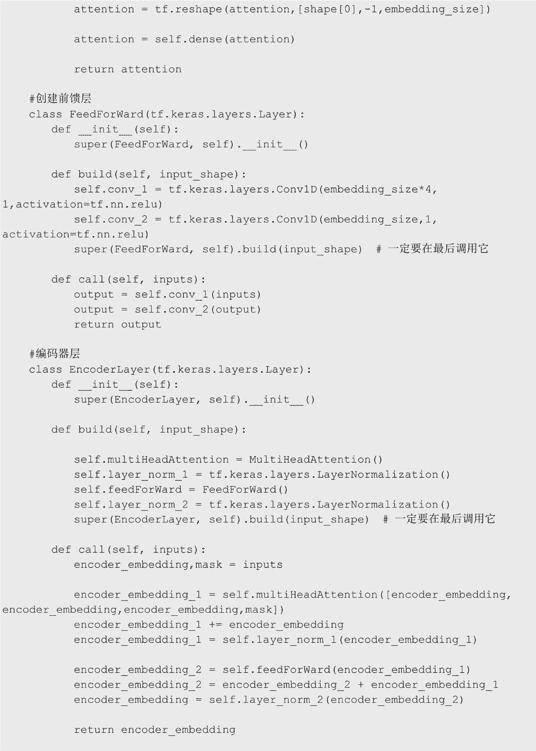 attention = tf.reshape(attention,[shape[0],-1,embedding_size])
attention = self.dense(attention)
return attention
#创建前馈层
class FeedForWard(tf.keras.layers.Layer):
def __init__(self):
super(FeedForWard, self).__init__()
def build(self, input_shape):
self.conv_1 = tf.keras.layers.Conv1D(embedding_size*4,
1,activation=tf.nn.relu)
self.conv_2 = tf.keras.layers.Conv1D(embedding_size,1,
activation=tf.nn.relu)
super(FeedForWard, self).build(input_shape)  # 一定要在最后调用它
def call(self, inputs):
output = self.conv_1(inputs)
output = self.conv_2(output)
return output
#编码器层
class EncoderLayer(tf.keras.layers.Layer):
def __init__(self):
super(EncoderLayer, self).__init__()
def build(self, input_shape):
self.multiHeadAttention = MultiHeadAttention()
self.layer_norm_1 = tf.keras.layers.LayerNormalization()
self.feedForWard = FeedForWard()
self.layer_norm_2 = tf.keras.layers.LayerNormalization()
super(EncoderLayer, self).build(input_shape)  # 一定要在最后调用它
def call(self, inputs):
encoder_embedding,mask = inputs
encoder_embedding_1 = self.multiHeadAttention([encoder_embedding,
encoder_embedding,encoder_embedding,mask])
encoder_embedding_1 += encoder_embedding
encoder_embedding_1 = self.layer_norm_1(encoder_embedding_1)
encoder_embedding_2 = self.feedForWard(encoder_embedding_1)
encoder_embedding_2 = encoder_embedding_2 + encoder_embedding_1
encoder_embedding = self.layer_norm_2(encoder_embedding_2)
return encoder_embedding